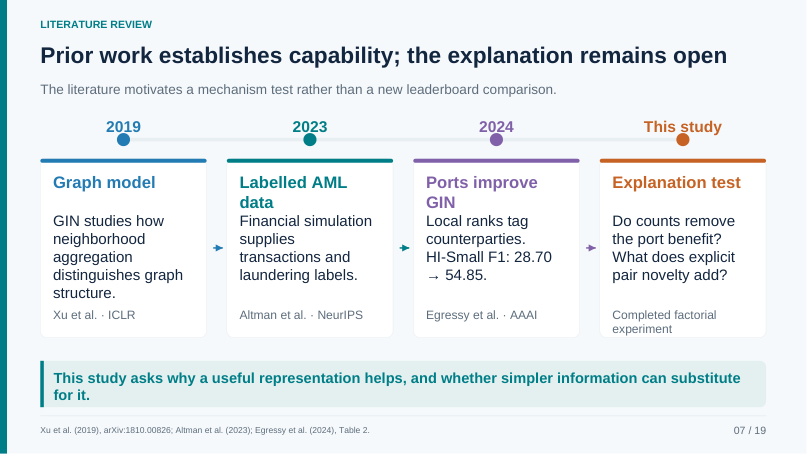 LITERATURE REVIEW
Prior work establishes capability; the explanation remains open
The literature motivates a mechanism test rather than a new leaderboard comparison.
2019
2023
2024
This study
Graph model
GIN studies how
neighborhood
aggregation
distinguishes graph
structure.
Xu et al. · ICLR
Labelled AML
data
Financial simulation
supplies
transactions and
laundering labels.
Altman et al. · NeurIPS
Ports improve
GIN
Local ranks tag
counterparties.
HI-Small F1: 28.70
→ 54.85.
Egressy et al. · AAAI
Explanation test
Do counts remove
the port benefit?
What does explicit
pair novelty add?
Completed factorial
experiment
This study asks why a useful representation helps, and whether simpler information can substitute
for it.
Xu et al. (2019), arXiv:1810.00826; Altman et al. (2023); Egressy et al. (2024), Table 2.
07 / 19